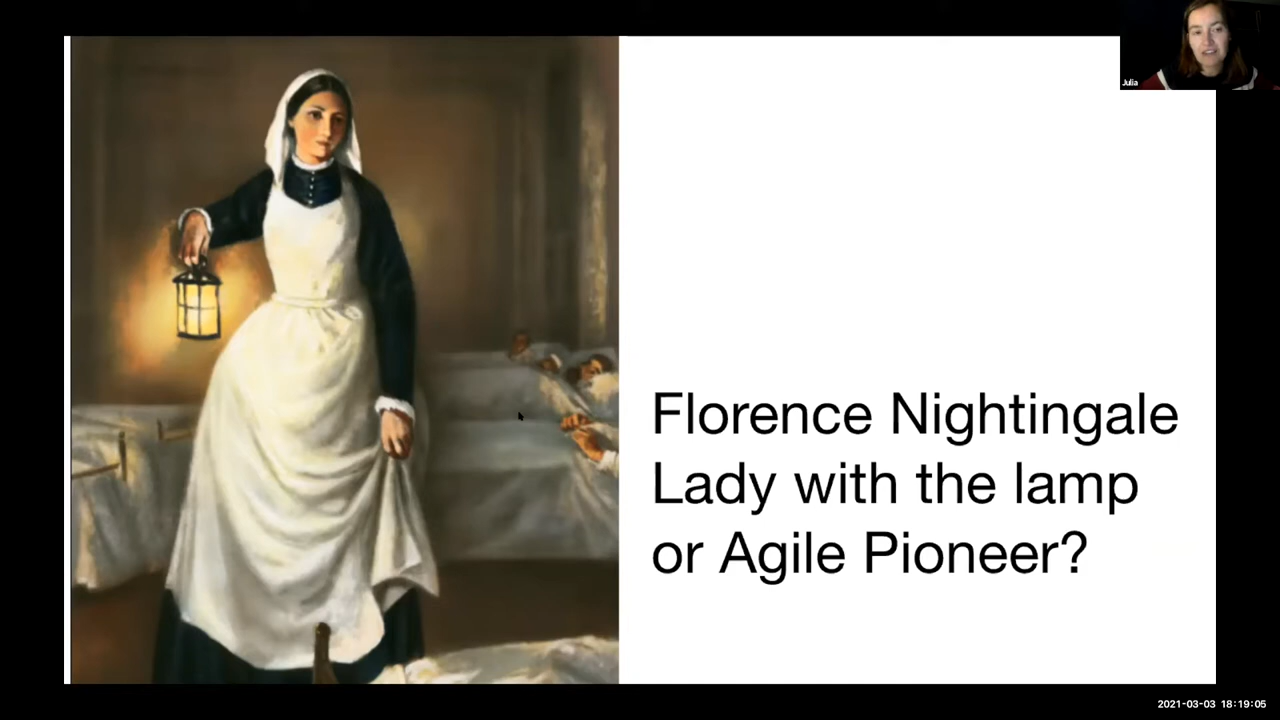 Julia
Florence Nightingale
Lady with the lamp
or Agile Pioneer?
2021-03-03 18:19:05